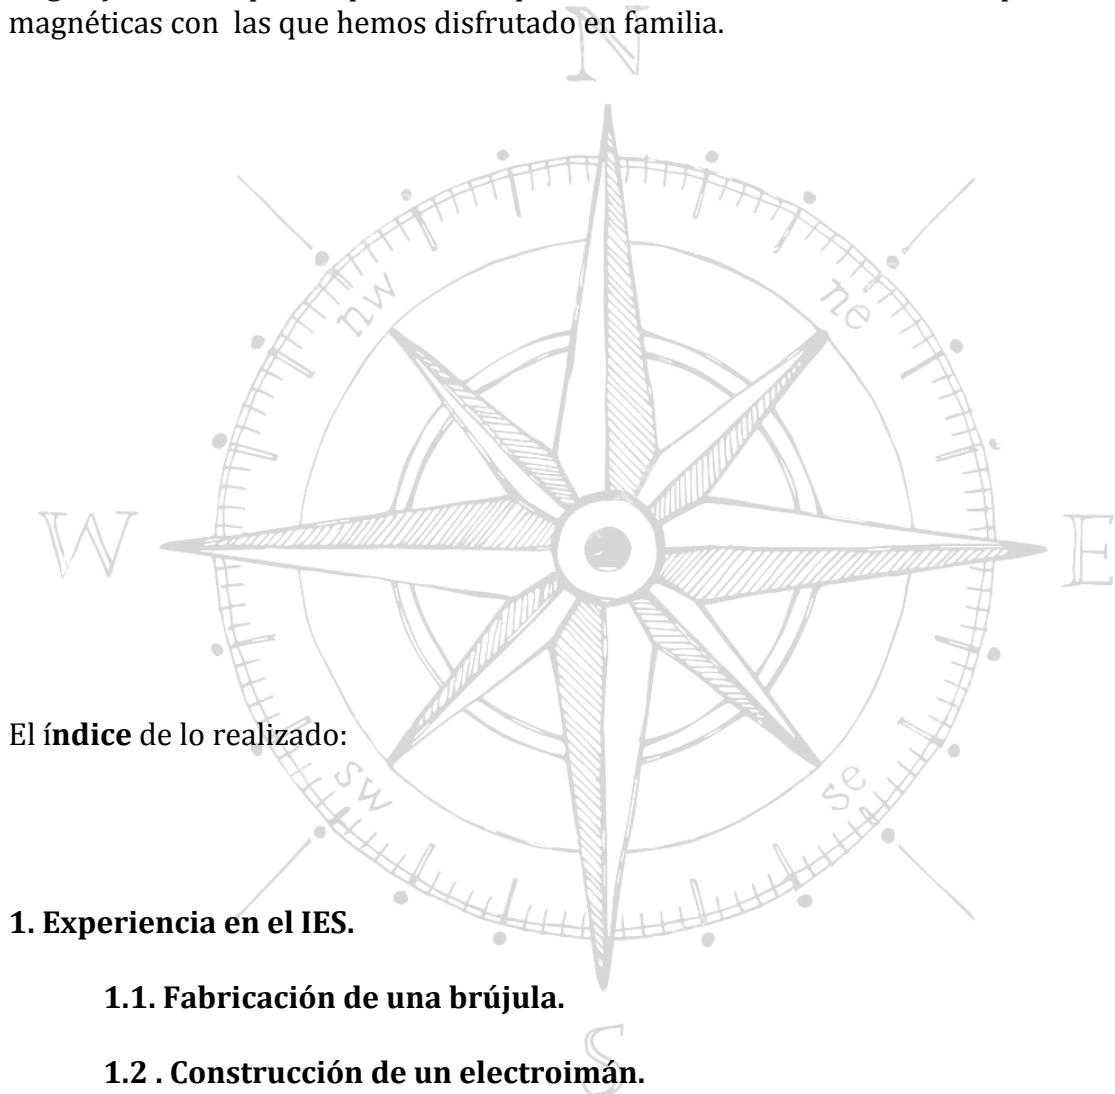 magnéticas con las que hemos disfrutado en familia.
N
nw
ne
W
E
El índice de lo realizado:
sw
se
1. Experiencia en el IES.
1.1. Fabricación de una brújula.
1.2 . Construcción de un electroimán.
S